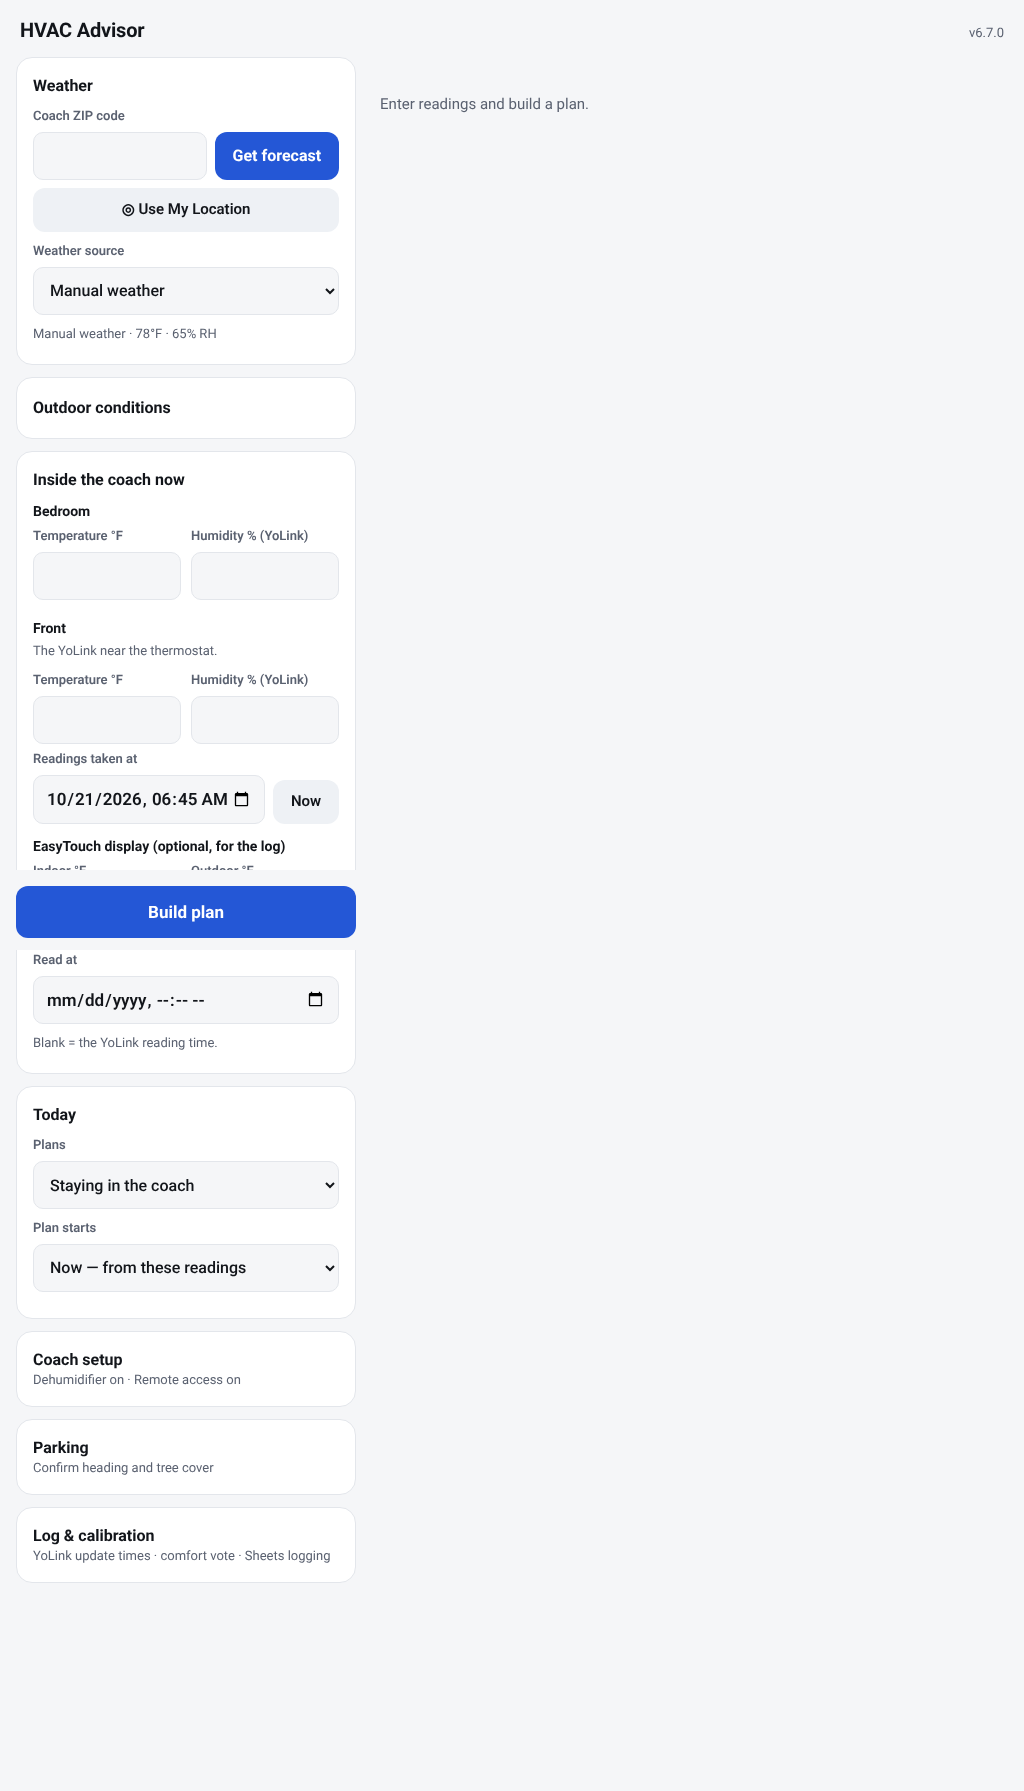 HVAC Advisor
v6.7.0
Weather
Coach ZIP code
Get forecast
◎ Use My Location
Weather source
Manual weather
Manual weather · 78°F · 65% RH
Enter readings and build a plan.
Outdoor conditions
Inside the coach now
Bedroom
Temperature °F Humidity % (YoLink)
Front
The YoLink near the thermostat.
Temperature °F Humidity % (YoLink)
Readings taken at
10/21/2026, 06:45 AM
Now
EasyTouch display (optional, for the log)
Indoor °F Outdoor °F
Build plan
Read at
mm/dd/yyyy, --:-- --
Blank = the YoLink reading time.
Today
Plans
Staying in the coach
Plan starts
Now — from these readings
Coach setup
Dehumidifier on · Remote access on
Parking
Confirm heading and tree cover
Log & calibration
YoLink update times · comfort vote · Sheets logging